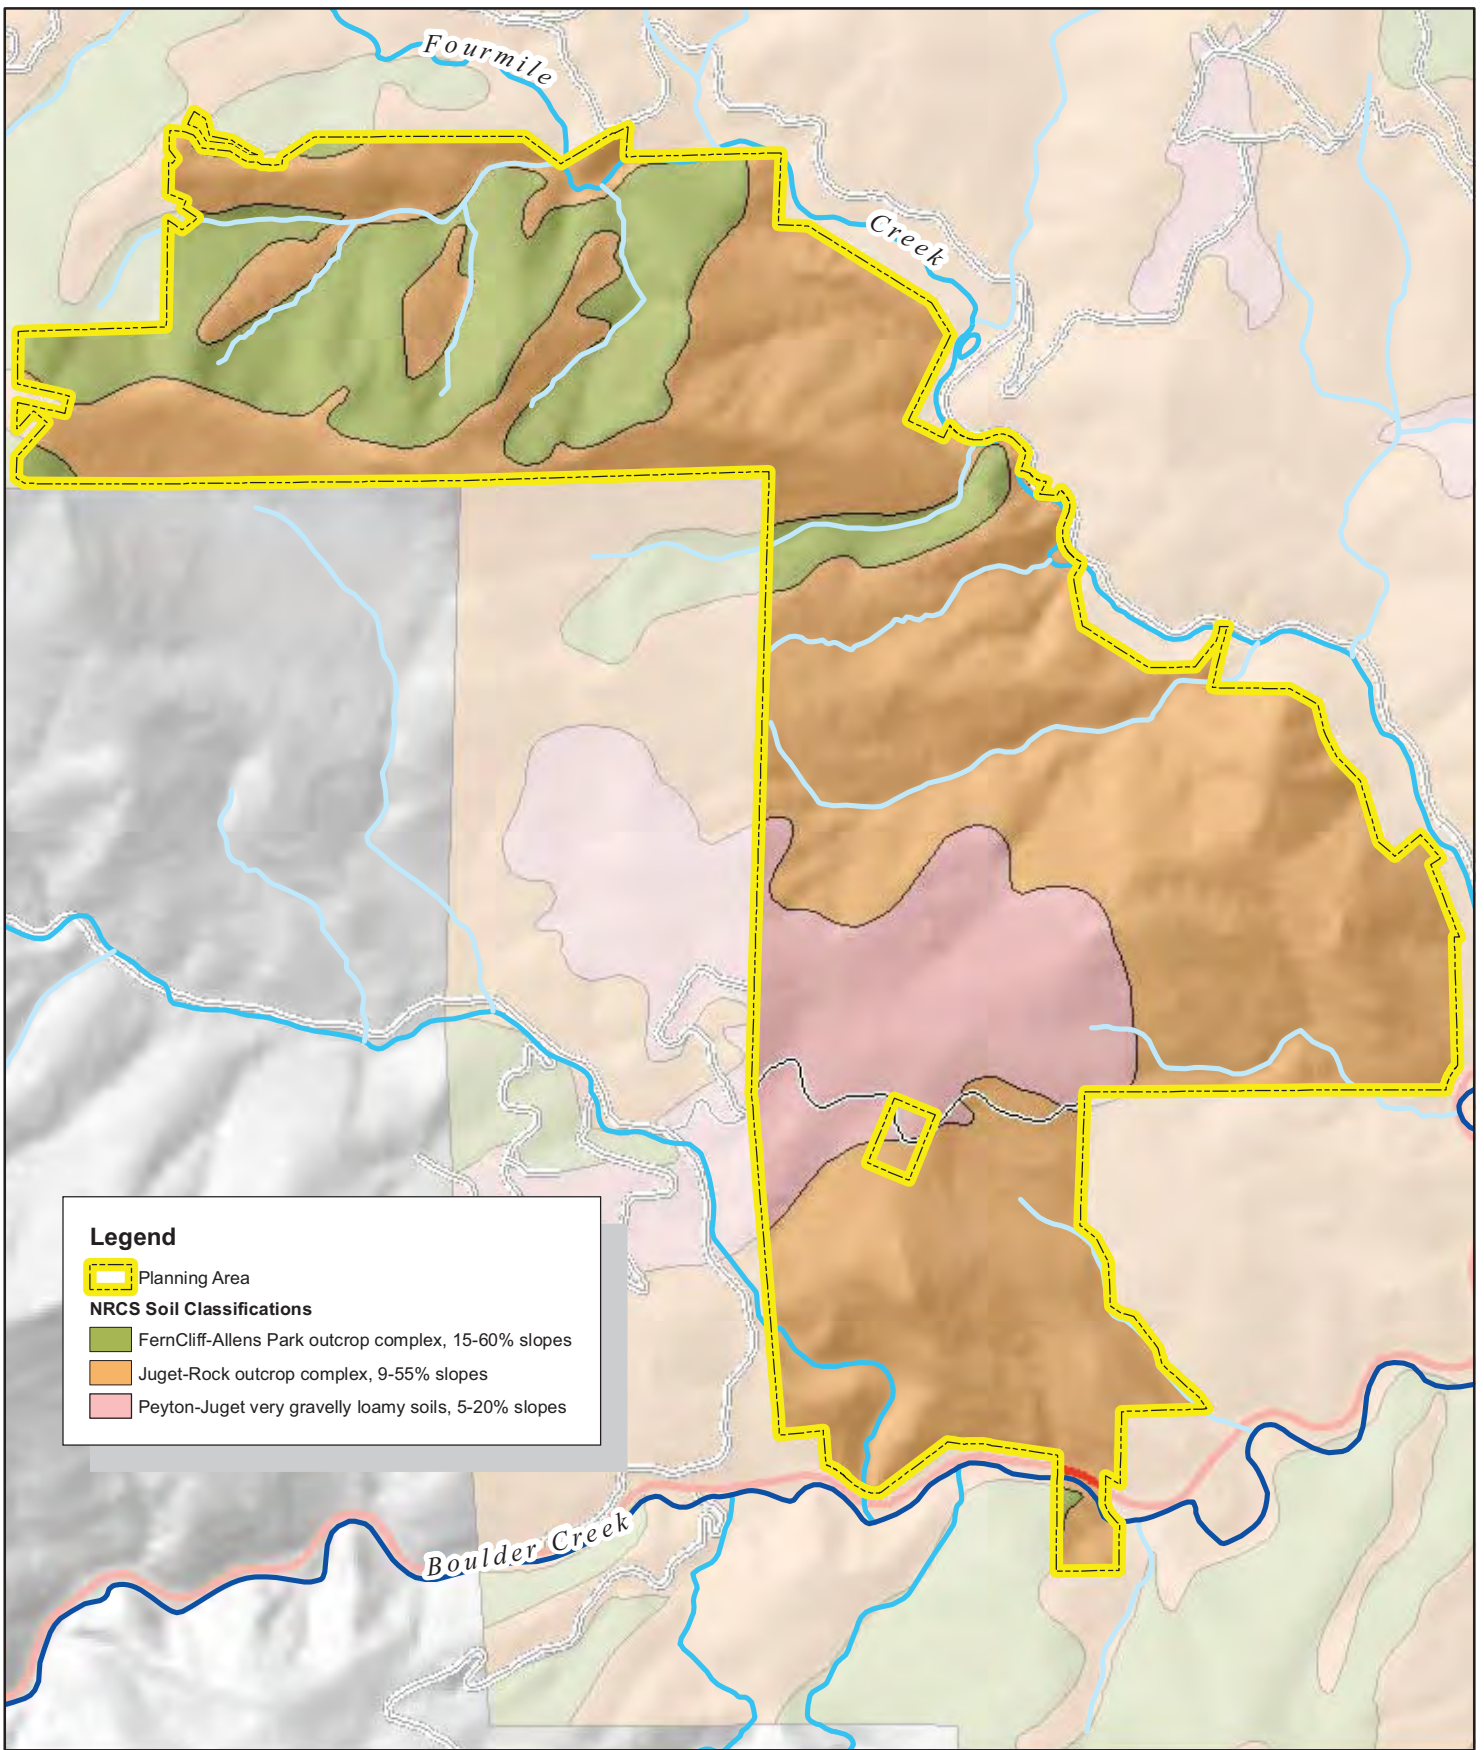 Fourmile
Creek
Legend
Planning Area
NRCS Soil Classifications
FernCliff-Allens Park outcrop complex, 15-60% slopes
Juget-Rock outcrop complex, 9-55% slopes
Peyton-Juget very gravelly loamy soils, 5-20% slopes
Boulder Creek